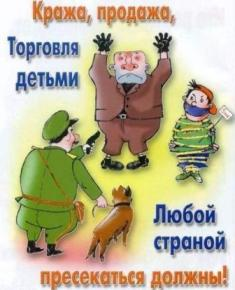 Кража, продажа,
Торговля
детьми
Любой
страной
пресекаться должны!